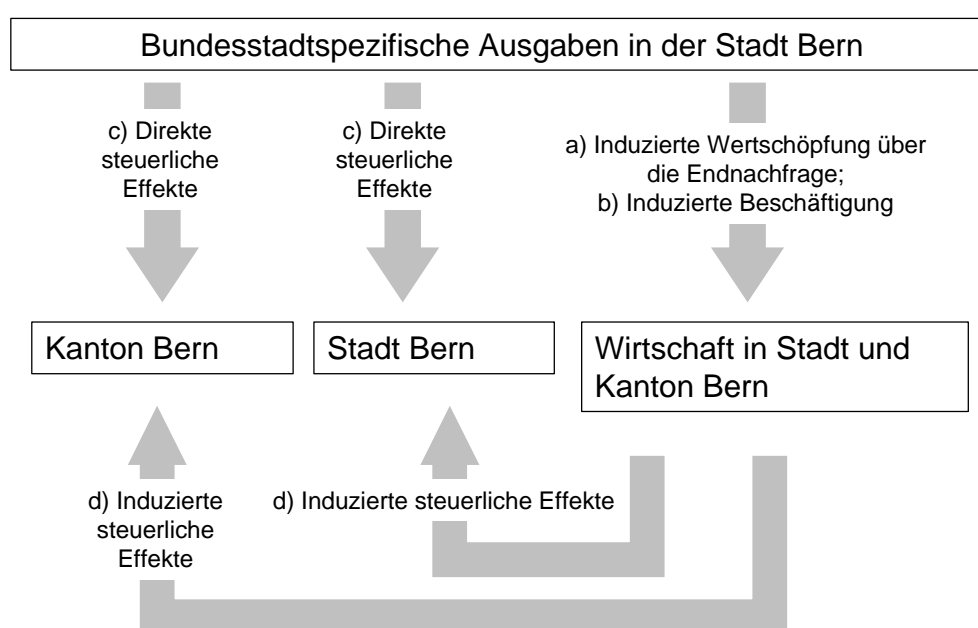 Bundesstadtspezifische Ausgaben in der Stadt Bern
c) Direkte
steuerliche
Effekte
c) Direkte
steuerliche
Effekte
a) Induzierte Wertschöpfung über
die Endnachfrage;
b) Induzierte Beschäftigung
Kanton Bern
Stadt Bern
Wirtschaft in Stadt und
Kanton Bern
d) Induzierte
steuerliche
Effekte
d) Induzierte steuerliche Effekte